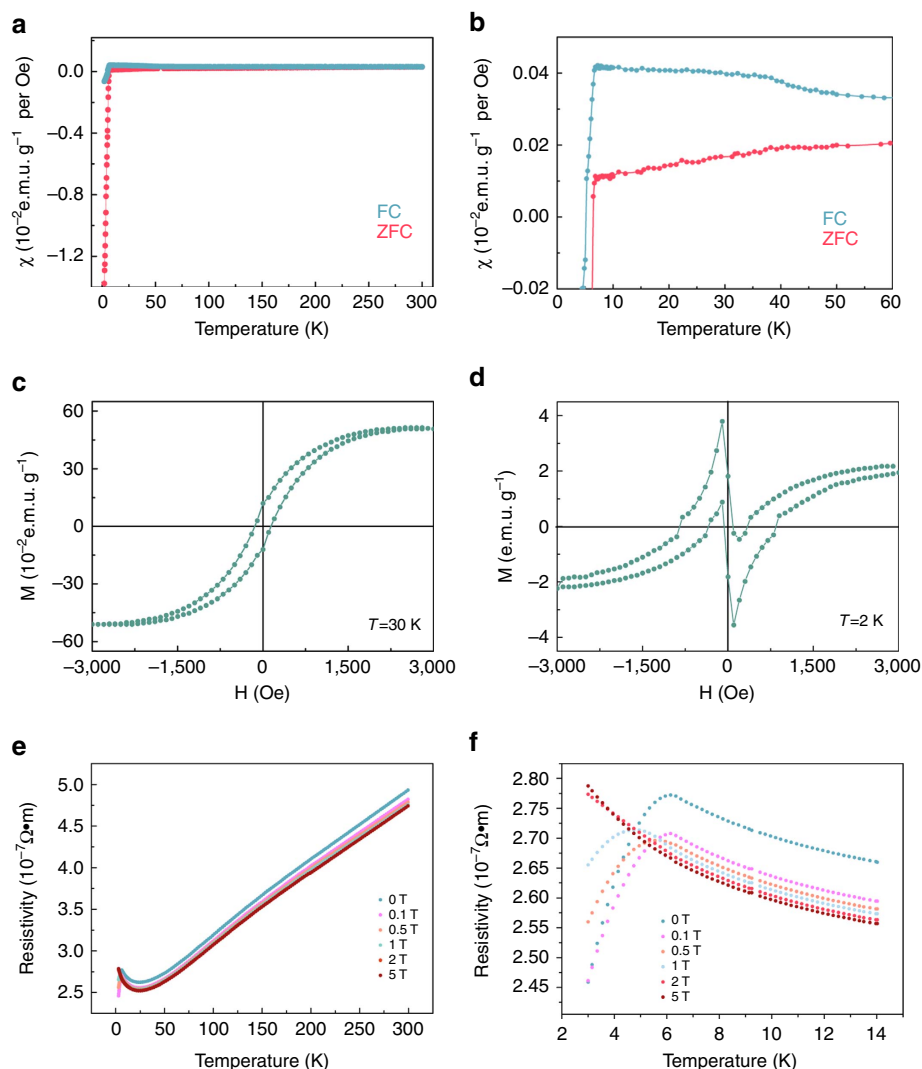 a
χ (10⁻²e.m.u. g⁻¹ per Oe)
0.0
−0.4
−0.8
−1.2
FC
ZFC
0 50 100 150 200 250 300
Temperature (K)
b
χ (10⁻²e.m.u. g⁻¹ per Oe)
0.04
0.02
0.00
−0.02
FC
ZFC
0 10 20 30 40 50 60
Temperature (K)
c
M (10⁻²e.m.u. g⁻¹)
60
30
0
−30
−60
T=30 K
−3,000 −1,500 0 1,500 3,000
H (Oe)
d
M (e.m.u. g⁻¹)
4
2
0
−2
−4
T=2 K
−3,000 −1,500 0 1,500 3,000
H (Oe)
e
Resistivity (10⁻⁷Ω•m)
5.0
4.5
4.0
3.5
3.0
2.5
0 T
0.1 T
0.5 T
1 T
2 T
5 T
0 50 100 150 200 250 300
Temperature (K)
f
Resistivity (10⁻⁷Ω•m)
2.80
2.75
2.70
2.65
2.60
2.55
2.50
2.45
0 T
0.1 T
0.5 T
1 T
2 T
5 T
2 4 6 8 10 12 14
Temperature (K)